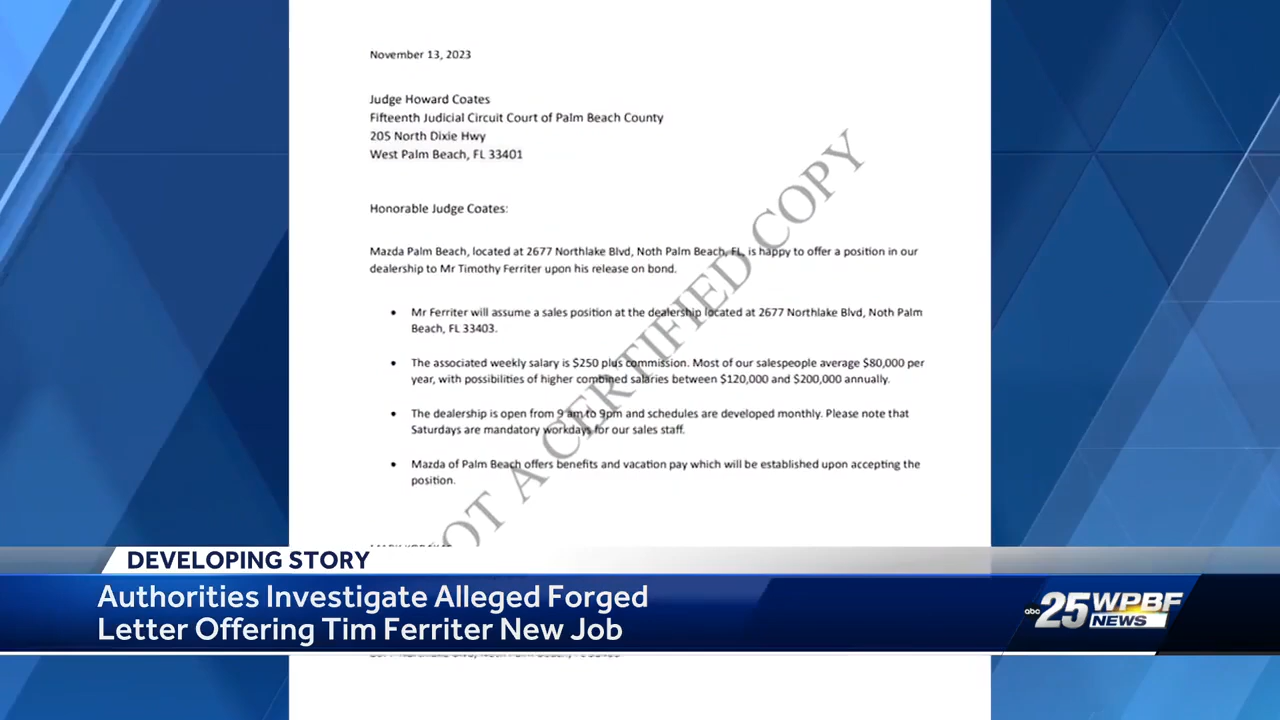 November 13, 2023
Judge Howard Coates
Fifteenth Judicial Circuit Court of Palm Beach County
205 North Dixie Hwy
West Palm Beach, FL 33401
Honorable Judge Coates:
Mazda Palm Beach, located at 2677 Northlake Blvd, Noth Palm Beach, FL, is happy to offer a position in our
dealership to Mr Timothy Ferriter upon his release on bond.
• Mr Ferriter will assume a sales position at the dealership located at 2677 Northlake Blvd, Noth Palm
Beach, FL 33403.
• The associated weekly salary is $250 plus commission. Most of our salespeople average $80,000 per
year, with possibilities of higher combined salaries between $120,000 and $200,000 annually.
• The dealership is open from 9 am to 9pm and schedules are developed monthly. Please note that
Saturdays are mandatory workdays for our sales staff.
• Mazda of Palm Beach offers benefits and vacation pay which will be established upon accepting the
position.
OT A CERTIFIED COPY
DEVELOPING STORY
Authorities Investigate Alleged Forged
Letter Offering Tim Ferriter New Job
abc 25 WPBF
NEWS